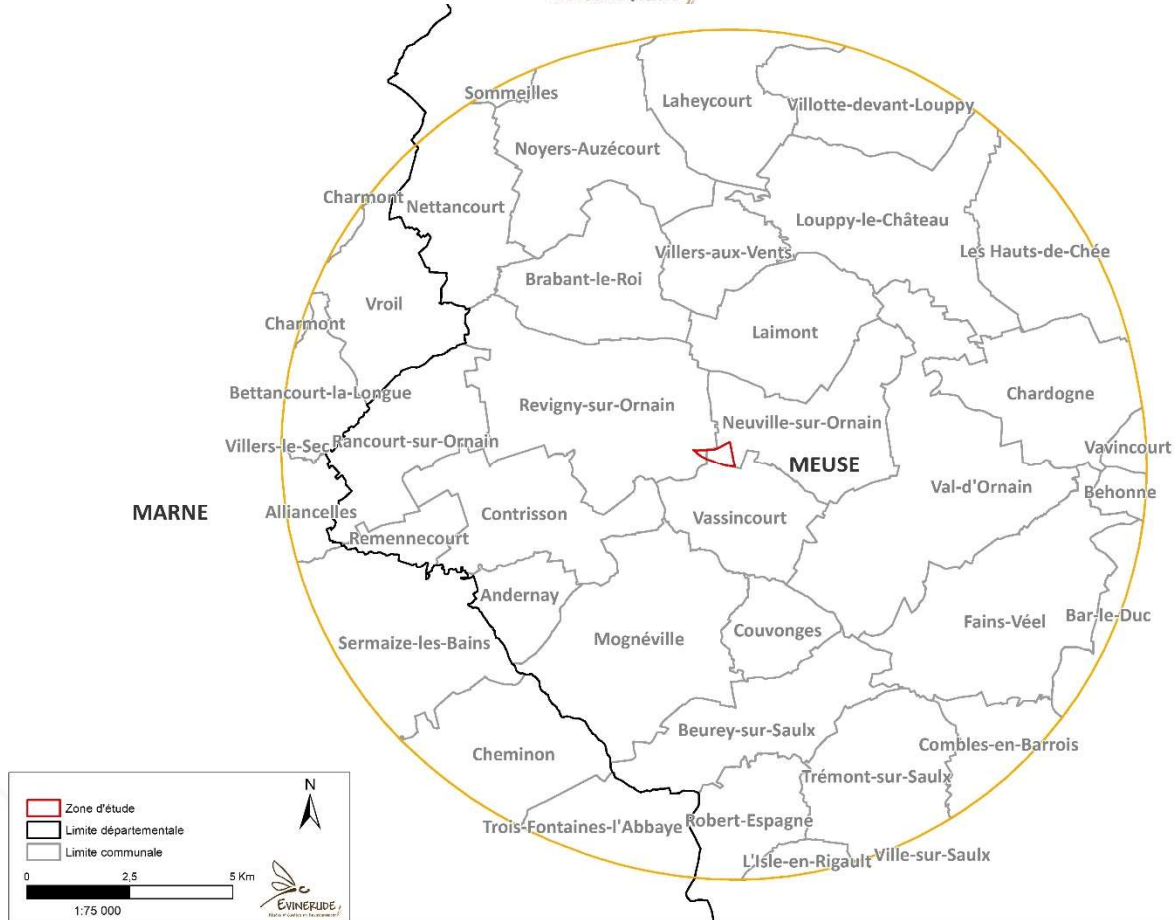 Sommeilles
Laheycourt
Villotte-devant-Louppy
Noyers-Auzécourt
Charmont
Nettancourt
Louppy-le-Château
Villers-aux-Vents
Les Hauts-de-Chée
Brabant-le-Roi
Vroil
Charmont
Laimont
Bettancourt-la-Longue
Revigny-sur-Ornain
Chardogne
Neuville-sur-Ornain
Villers-le-Sec
Rancourt-sur-Ornain
Vavincourt
MEUSE
Val-d'Ornain
Behonne
MARNE
Alliancelles
Contrisson
Vassincourt
Remennecourt
Andernay
Fains-Véel
Bar-le-Duc
Sermaize-les-Bains
Mognéville
Couvonges
Beurey-sur-Saulx
Combles-en-Barrois
Cheminon
Trémont-sur-Saulx
Trois-Fontaines-l'Abbaye
Robert-Espagne
L'Isle-en-Rigault
Ville-sur-Saulx
N
Zone d'étude
Limite départementale
Limite communale
0 2,5 5 Km
1:75 000
EVINERUDE